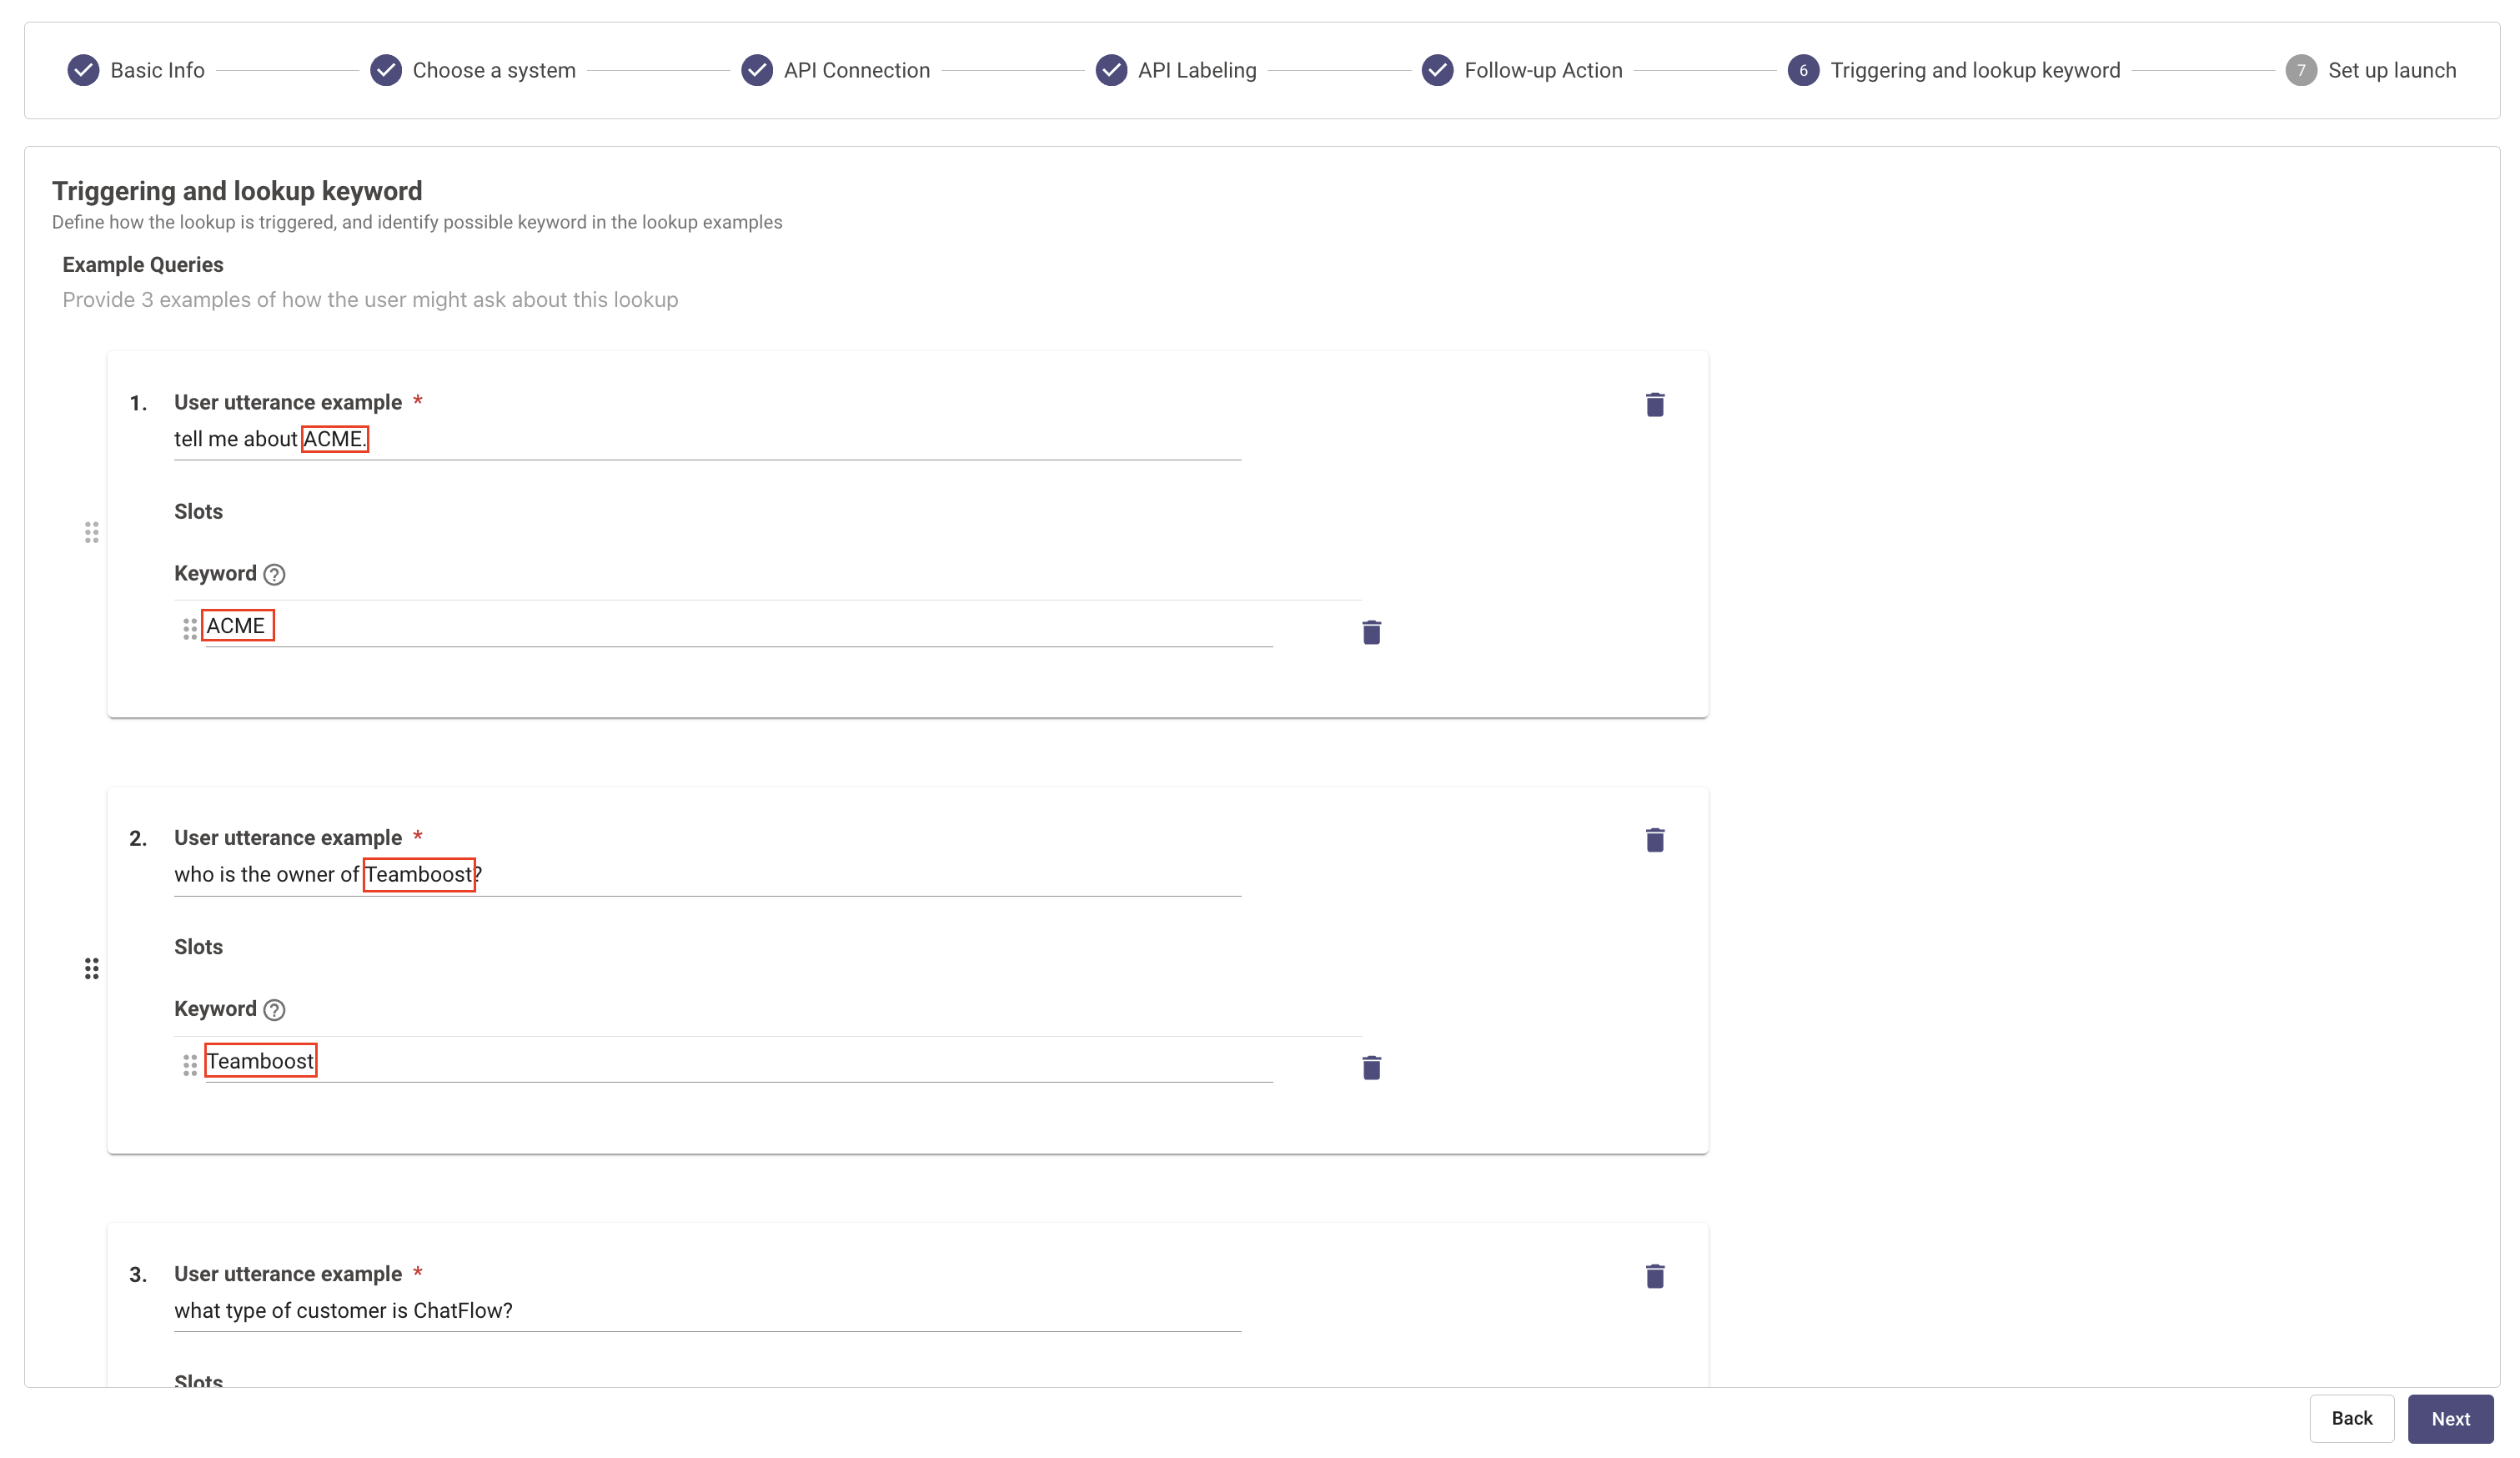 Basic Info Choose a system API Connection API Labeling Follow-up Action 6 Triggering and lookup keyword 7 Set up launch
Triggering and lookup keyword
Define how the lookup is triggered, and identify possible keyword in the lookup examples
Example Queries
Provide 3 examples of how the user might ask about this lookup
1. User utterance example *
tell me about ACME.
Slots
Keyword ?
ACME
2. User utterance example *
who is the owner of Teamboost?
Slots
Keyword ?
Teamboost
3. User utterance example *
what type of customer is ChatFlow?
Slots
Back Next